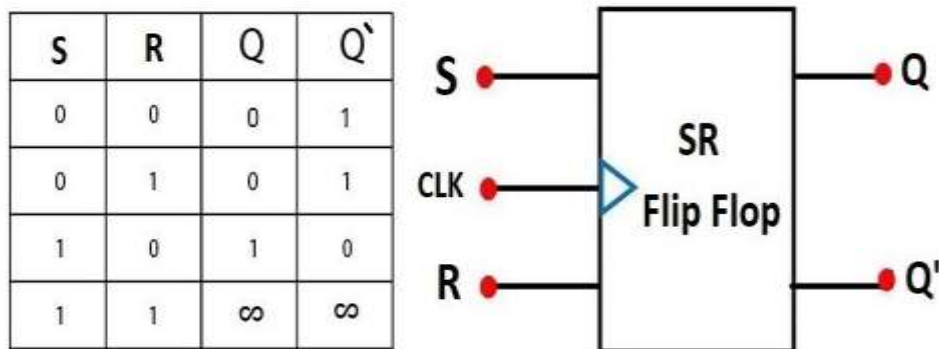 S R Q Q`
0 0 0 1
0 1 0 1
1 0 1 0
1 1 ∞ ∞
S
CLK
R
SR
Flip Flop
Q
Q'